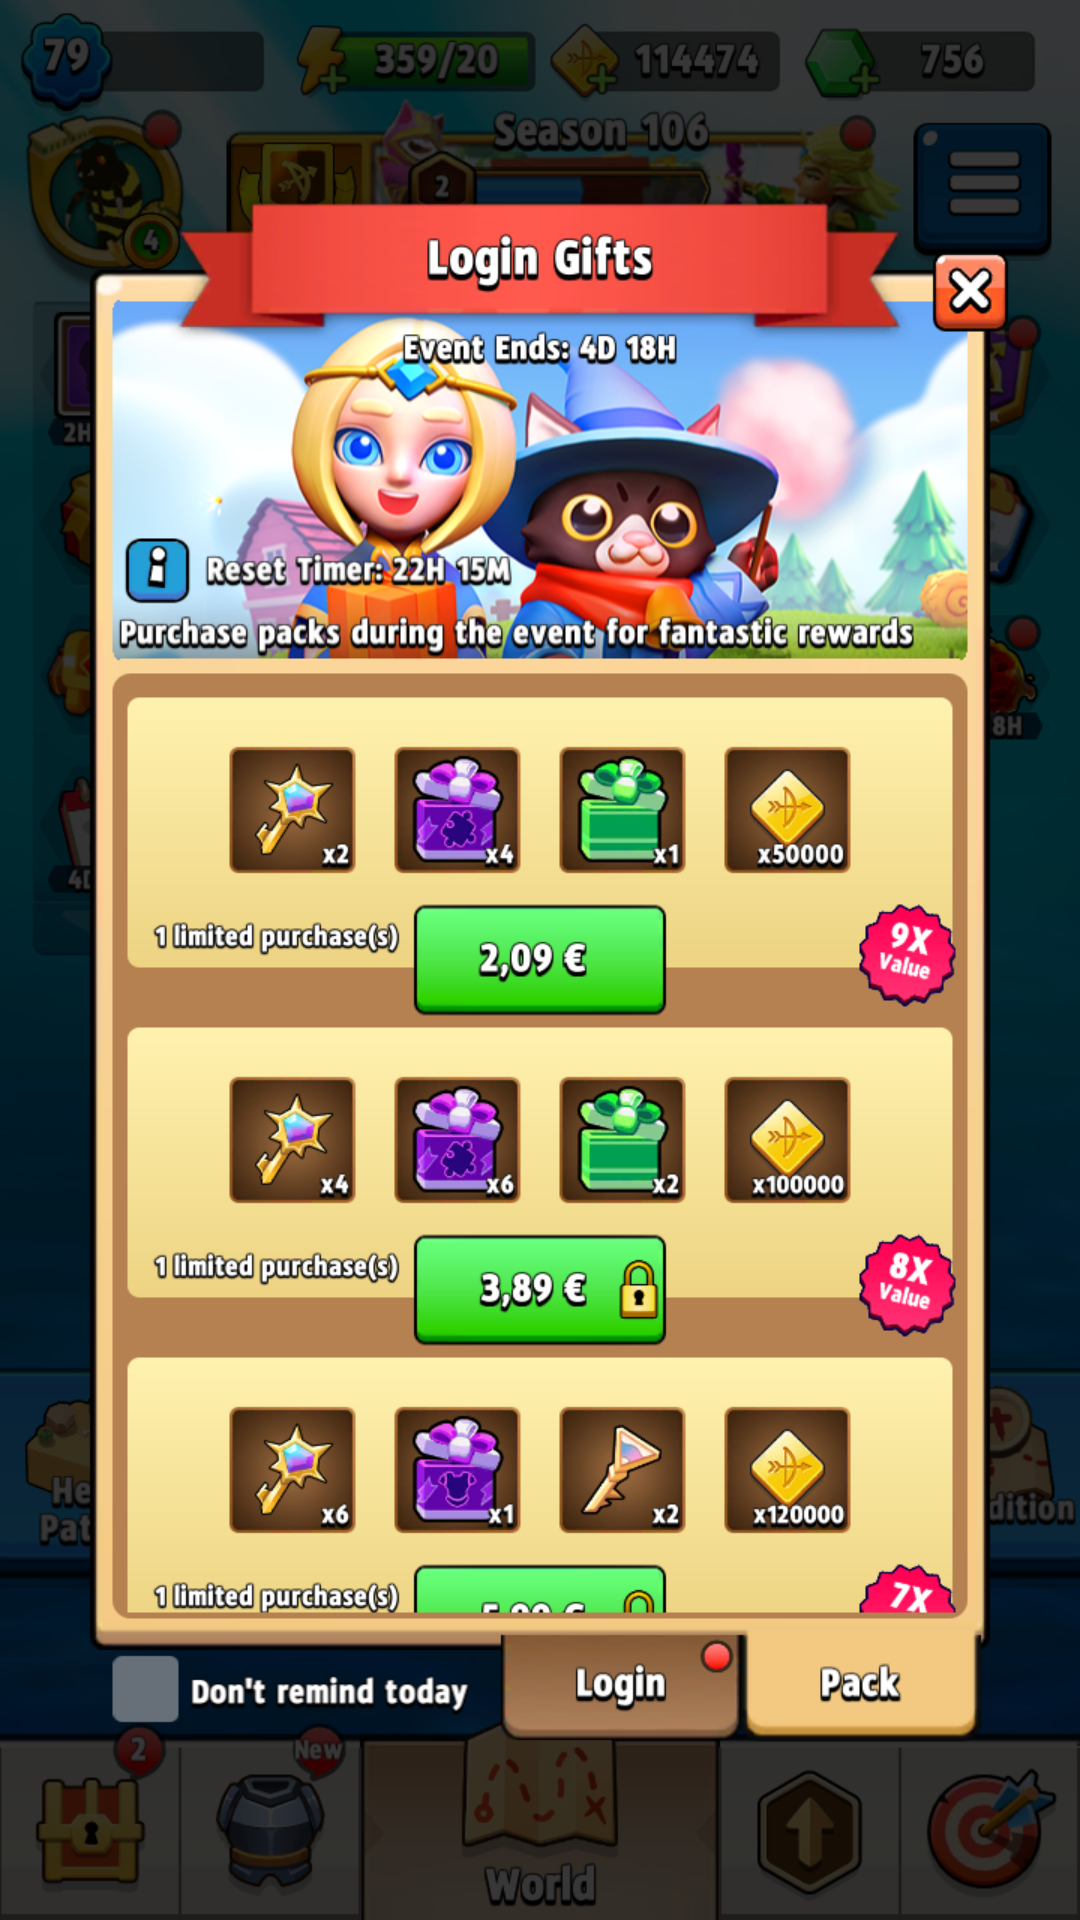 79
359/20
114474
756
Season 106
2
4
Login Gifts
Event Ends: 4D 18H
2H
Reset Timer: 22H 15M
Purchase packs during the event for fantastic rewards
8H
x2
x4
x1
x50000
1 limited purchase(s)
2,09 €
9X
Value
x4
x6
x2
x100000
1 limited purchase(s)
3,89 €
8X
Value
x6
x1
x2
x120000
1 limited purchase(s)
7X
Login
Pack
Don't remind today
2
New
World